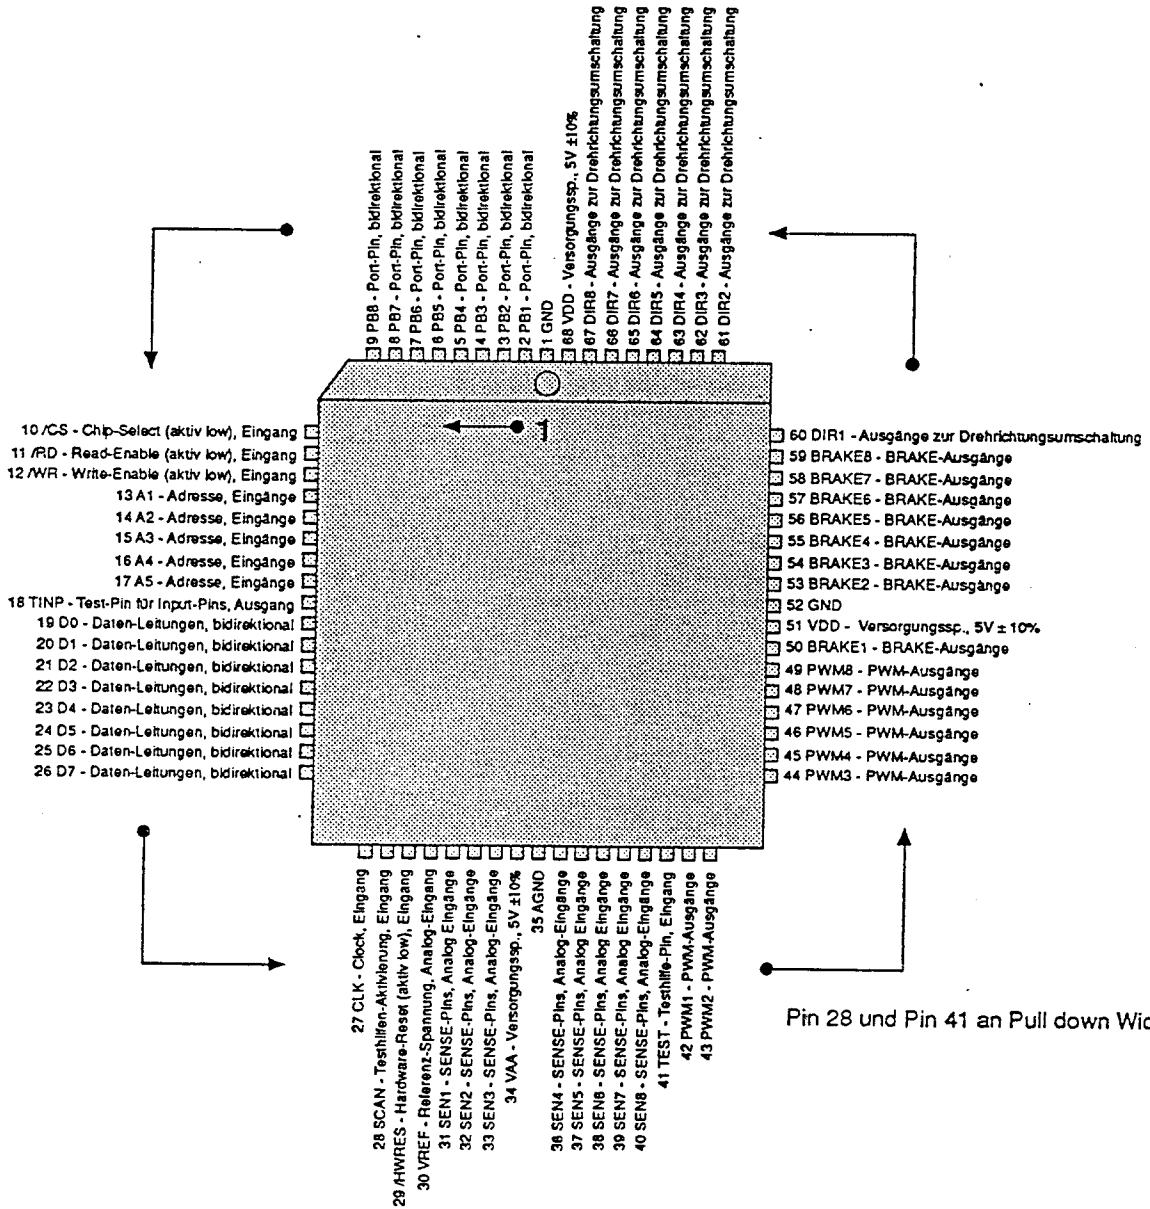 9 PB8 - Port-Pin, bidirektional
8 PB7 - Port-Pin, bidirektional
7 PB6 - Port-Pin, bidirektional
6 PB5 - Port-Pin, bidirektional
5 PB4 - Port-Pin, bidirektional
4 PB3 - Port-Pin, bidirektional
3 PB2 - Port-Pin, bidirektional
2 PB1 - Port-Pin, bidirektional
1 GND
68 VDD - Versorgungssp., 5V ±10%
67 DIR8 - Ausgänge zur Drehrichtungsumschaltung
66 DIR7 - Ausgänge zur Drehrichtungsumschaltung
65 DIR6 - Ausgänge zur Drehrichtungsumschaltung
64 DIR5 - Ausgänge zur Drehrichtungsumschaltung
63 DIR4 - Ausgänge zur Drehrichtungsumschaltung
62 DIR3 - Ausgänge zur Drehrichtungsumschaltung
61 DIR2 - Ausgänge zur Drehrichtungsumschaltung
1
10 /CS - Chip-Select (aktiv low), Eingang
11 /RD - Read-Enable (aktiv low), Eingang
12 /WR - Write-Enable (aktiv low), Eingang
13 A1 - Adresse, Eingänge
14 A2 - Adresse, Eingänge
15 A3 - Adresse, Eingänge
16 A4 - Adresse, Eingänge
17 A5 - Adresse, Eingänge
18 TINP - Test-Pin für Input-Pins, Ausgang
19 D0 - Daten-Leitungen, bidirektional
20 D1 - Daten-Leitungen, bidirektional
21 D2 - Daten-Leitungen, bidirektional
22 D3 - Daten-Leitungen, bidirektional
23 D4 - Daten-Leitungen, bidirektional
24 D5 - Daten-Leitungen, bidirektional
25 D6 - Daten-Leitungen, bidirektional
26 D7 - Daten-Leitungen, bidirektional
60 DIR1 - Ausgänge zur Drehrichtungsumschaltung
59 BRAKE8 - BRAKE-Ausgänge
58 BRAKE7 - BRAKE-Ausgänge
57 BRAKE6 - BRAKE-Ausgänge
56 BRAKE5 - BRAKE-Ausgänge
55 BRAKE4 - BRAKE-Ausgänge
54 BRAKE3 - BRAKE-Ausgänge
53 BRAKE2 - BRAKE-Ausgänge
52 GND
51 VDD - Versorgungssp., 5V ± 10%
50 BRAKE1 - BRAKE-Ausgänge
49 PWM8 - PWM-Ausgänge
48 PWM7 - PWM-Ausgänge
47 PWM6 - PWM-Ausgänge
46 PWM5 - PWM-Ausgänge
45 PWM4 - PWM-Ausgänge
44 PWM3 - PWM-Ausgänge
27 CLK - Clock, Eingang
28 SCAN - Testhilfen-Aktivierung, Eingang
29 /HWRES - Hardware-Reset (aktiv low), Eingang
30 VREF - Referenz-Spannung, Analog-Eingang
31 SEN1 - SENSE-Pins, Analog Eingänge
32 SEN2 - SENSE-Pins, Analog-Eingänge
33 SEN3 - SENSE-Pins, Analog-Eingänge
34 VAA - Versorgungssp., 5V ±10%
35 AGND
36 SEN4 - SENSE-Pins, Analog-Eingänge
37 SEN5 - SENSE-Pins, Analog Eingänge
38 SEN6 - SENSE-Pins, Analog Eingänge
39 SEN7 - SENSE-Pins, Analog Eingänge
40 SEN8 - SENSE-Pins, Analog-Eingänge
41 TEST - Testhilfe-Pin, Eingang
42 PWM1 - PWM-Ausgänge
43 PWM2 - PWM-Ausgänge
Pin 28 und Pin 41 an Pull down Wid